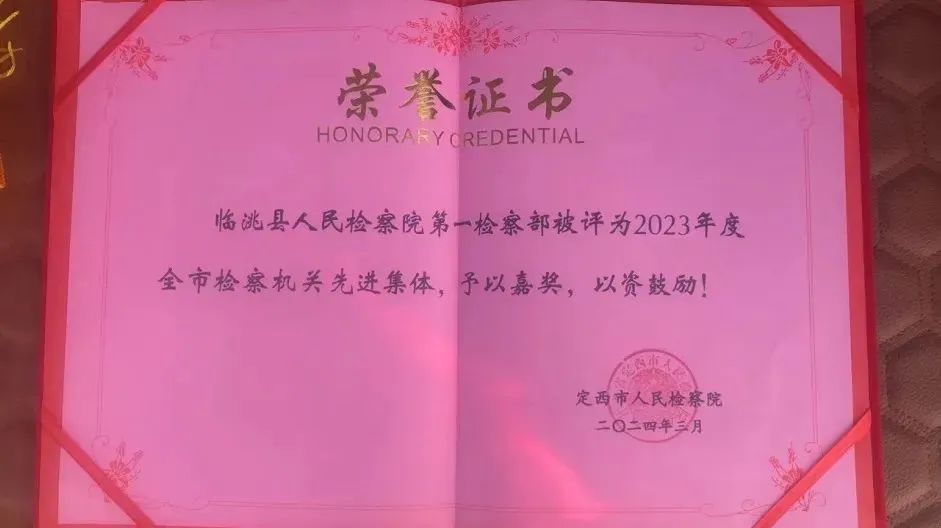 荣誉证书
HONORARY CREDENTIAL
临洮县人民检察院第一检察部被评为2023年度
全市检察机关先进集体，予以嘉奖，以资鼓励！
定西市人民检察院
二〇二四年三月